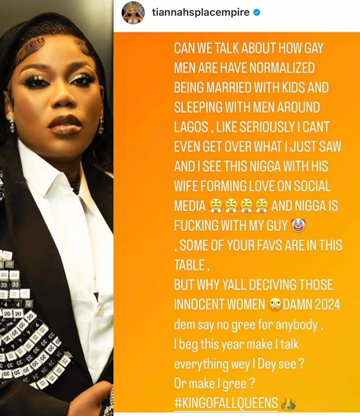 tiannahsplacempire
CAN WE TALK ABOUT HOW GAY
MEN ARE HAVE NORMALIZED
BEING MARRIED WITH KIDS AND
SLEEPING WITH MEN AROUND
LAGOS , LIKE SERIOUSLY I CANT
EVEN GET OVER WHAT I JUST SAW
AND I SEE THIS NIGGA WITH HIS
WIFE FORMING LOVE ON SOCIAL
MEDIA 😤😤😤😤 AND NIGGA IS
FUCKING WITH MY GUY 🤡
, SOME OF YOUR FAVS ARE IN THIS
TABLE ,
BUT WHY YALL DECIVING THOSE
INNOCENT WOMEN 🙄DAMN 2024
dem say no gree for anybody ,
I beg this year make I talk
everything wey I Dey see ?
Or make I gree ?
#KINGOFALLQUEENS